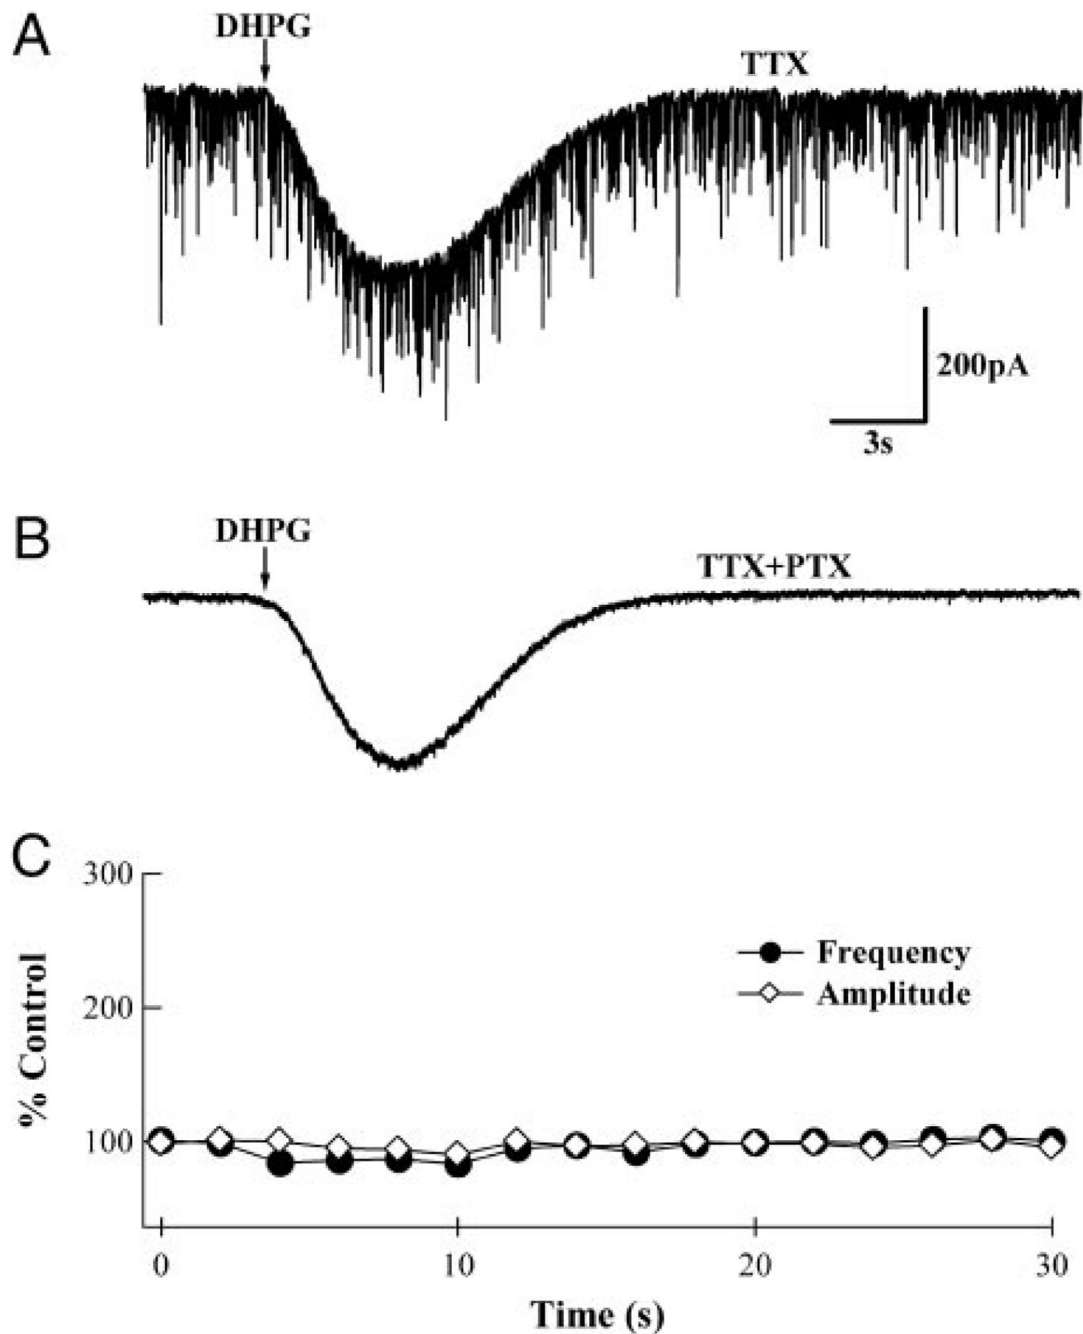 A
DHPG
TTX
200pA
3s
B
DHPG
TTX+PTX
C
300
200
100
% Control
Frequency
Amplitude
0 10 20 30
Time (s)